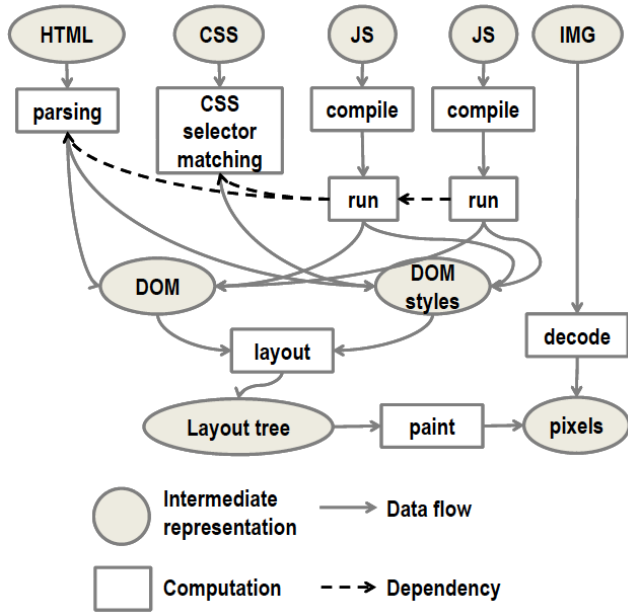 HTML
CSS
JS
JS
IMG
parsing
CSS
selector
matching
compile
compile
run
run
DOM
DOM
styles
decode
layout
Layout tree
paint
pixels
Intermediate
representation
Data flow
Computation
Dependency